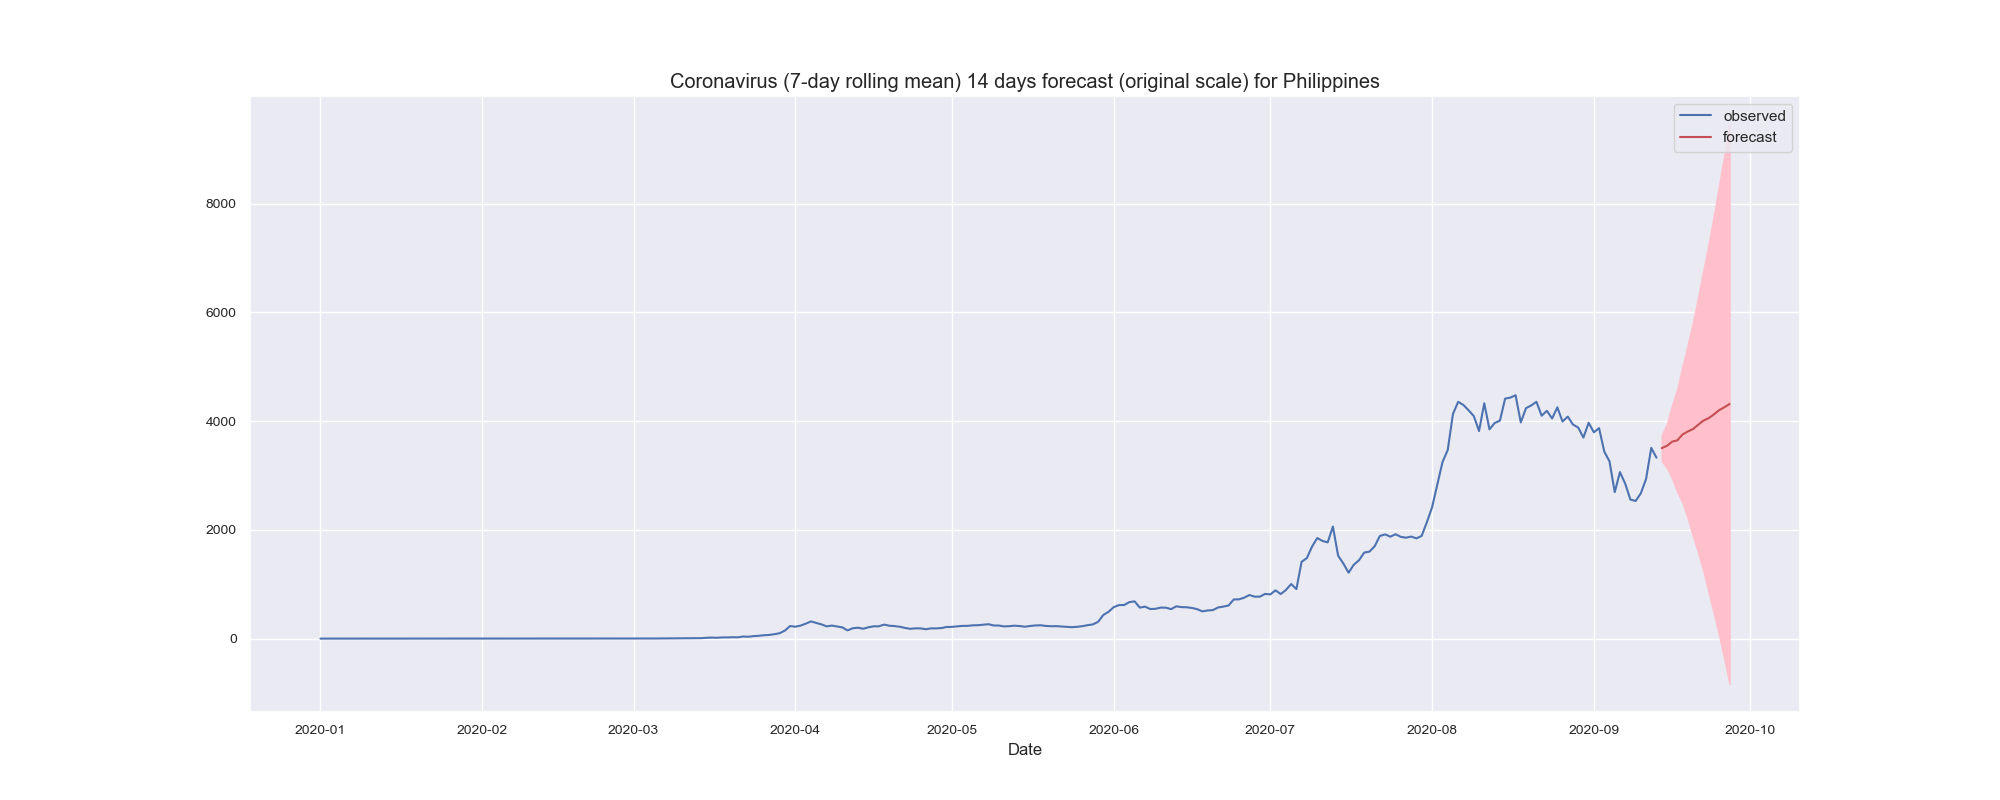 Coronavirus (7-day rolling mean) 14 days forecast (original scale) for Philippines
observed
forecast
8000
6000
4000
2000
0
2020-01 2020-02 2020-03 2020-04 2020-05 2020-06 2020-07 2020-08 2020-09 2020-10
Date